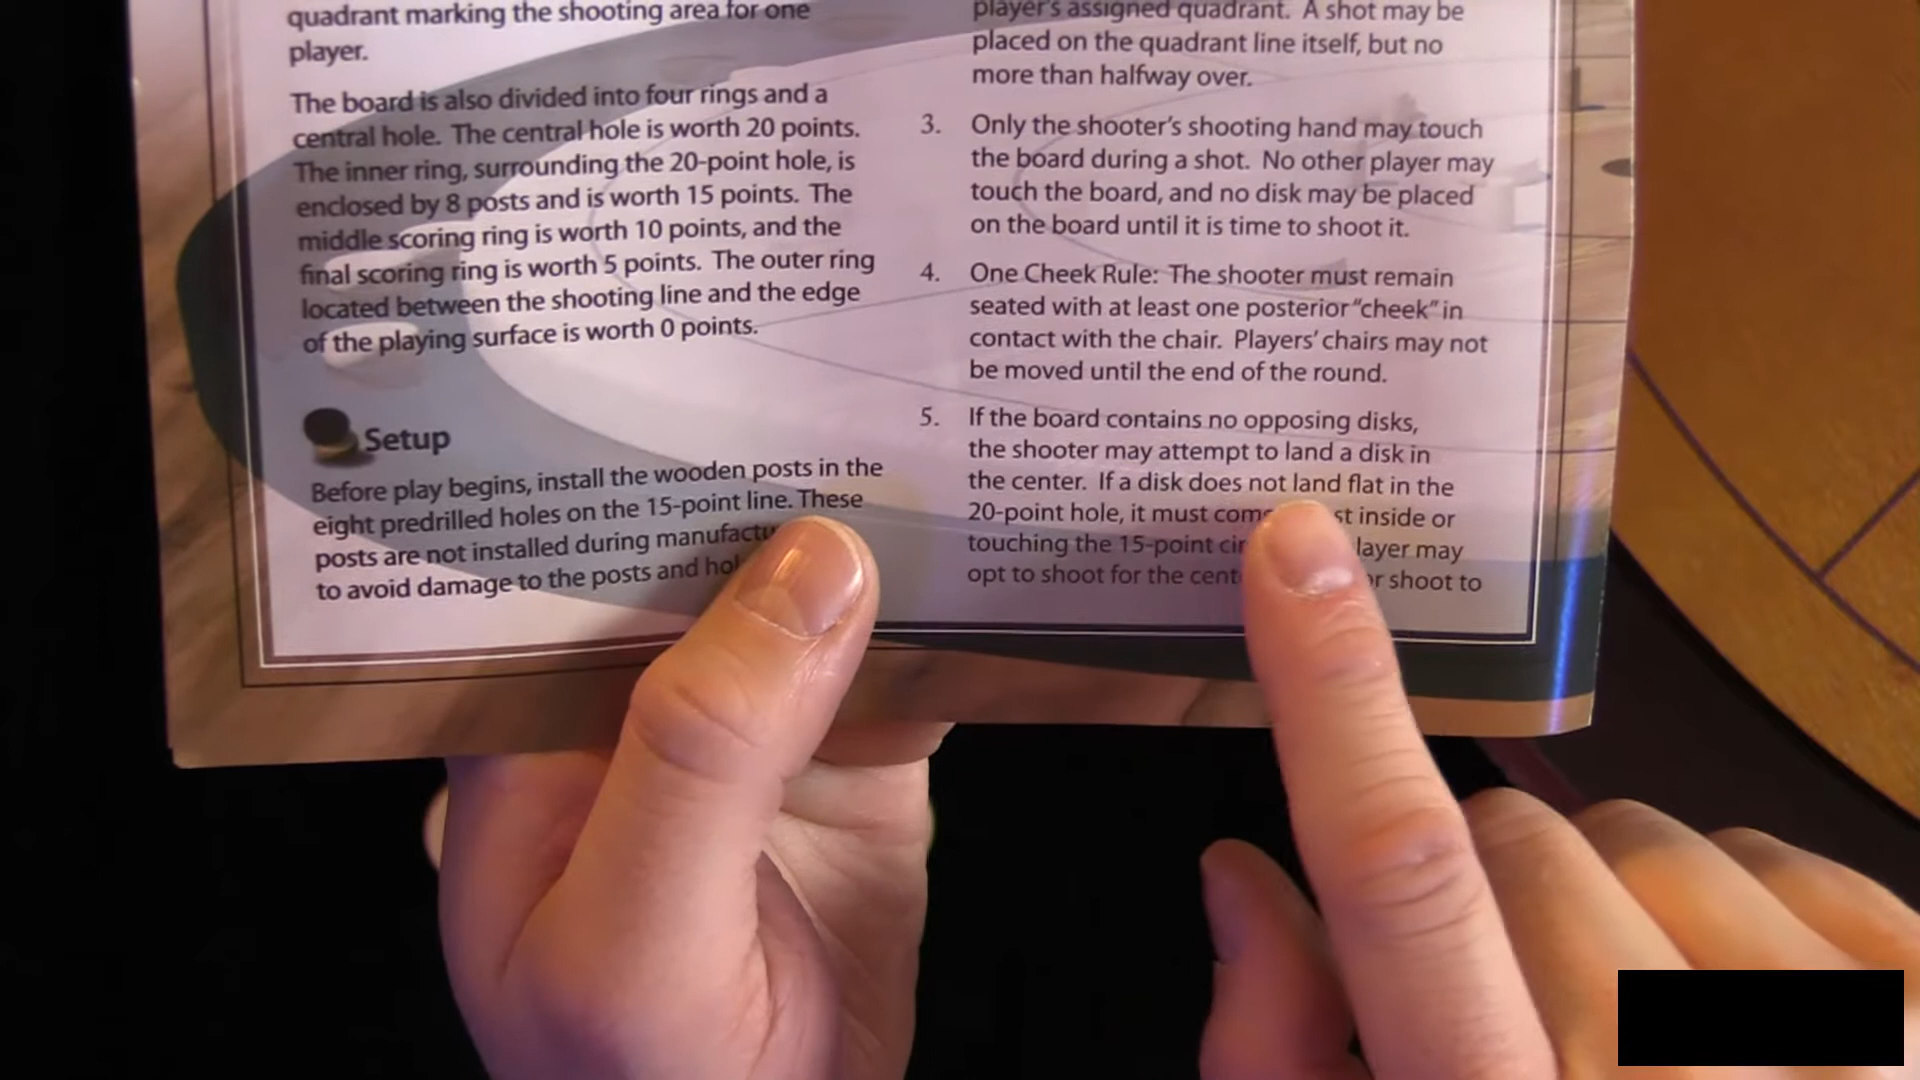 quadrant marking the shooting area for one
player.
The board is also divided into four rings and a
central hole. The central hole is worth 20 points.
The inner ring, surrounding the 20-point hole, is
enclosed by 8 posts and is worth 15 points. The
middle scoring ring is worth 10 points, and the
final scoring ring is worth 5 points. The outer ring
located between the shooting line and the edge
of the playing surface is worth 0 points.
Setup
Before play begins, install the wooden posts in the
eight predrilled holes on the 15-point line. These
posts are not installed during
to avoid damage to the posts and
player's assigned quadrant. A shot may be
placed on the quadrant line itself, but no
more than halfway over.
3. Only the shooter's shooting hand may touch
the board during a shot. No other player may
touch the board, and no disk may be placed
on the board until it is time to shoot it.
4. One Cheek Rule: The shooter must remain
seated with at least one posterior "cheek" in
contact with the chair. Players' chairs may not
be moved until the end of the round.
5. If the board contains no opposing disks,
the shooter may attempt to land a disk in
the center. If a disk does not land flat in the
20-point hole, it must inside or
touching the 15-point may
opt to shoot for the shoot to